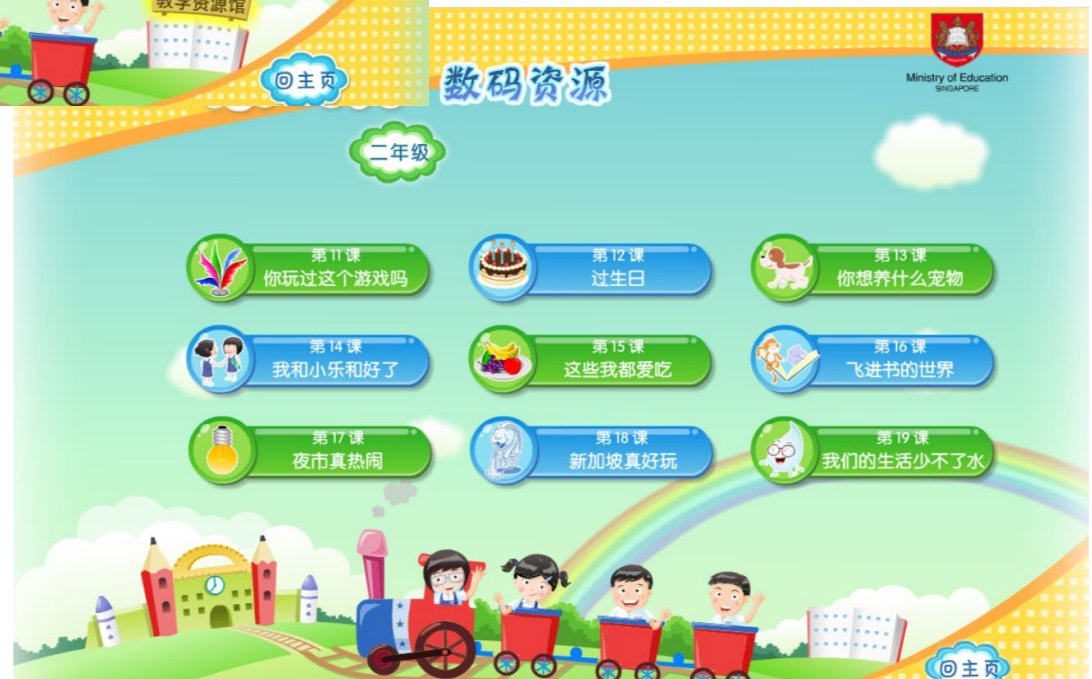 教学资源馆
回主页
数码资源
Ministry of Education
SINGAPORE
二年级
第 11 课
你玩过这个游戏吗
第 12 课
过生日
第 13 课
你想养什么宠物
第 14 课
我和小乐和好了
第 15 课
这些我都爱吃
第 16 课
飞进书的世界
第 17 课
夜市真热闹
第 18 课
新加坡真好玩
第 19 课
我们的生活少不了水
回主页